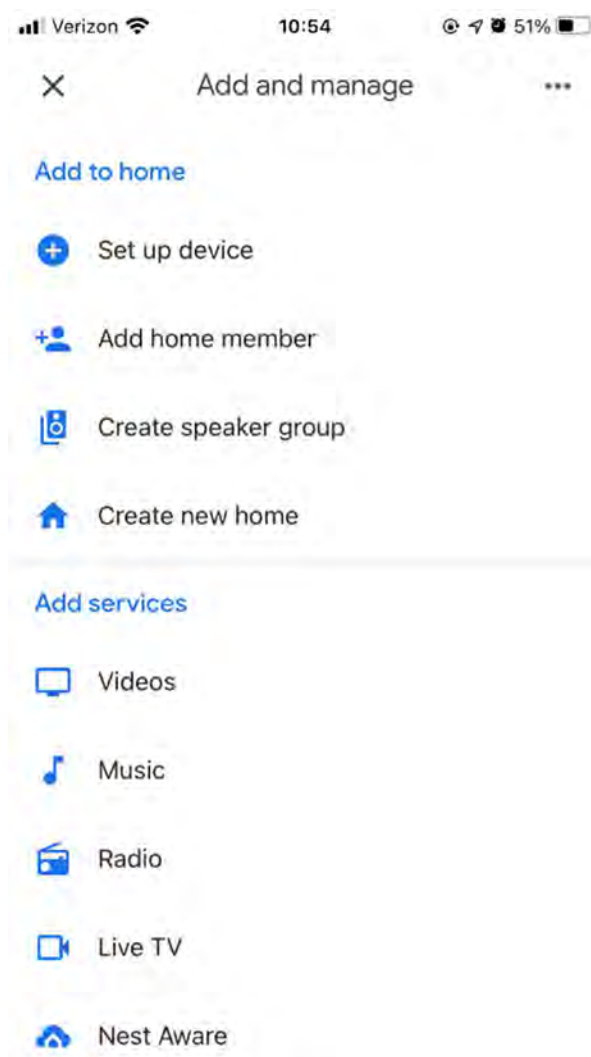 Verizon 10:54 51%
Add and manage
Add to home
Set up device
Add home member
Create speaker group
Create new home
Add services
Videos
Music
Radio
Live TV
Nest Aware